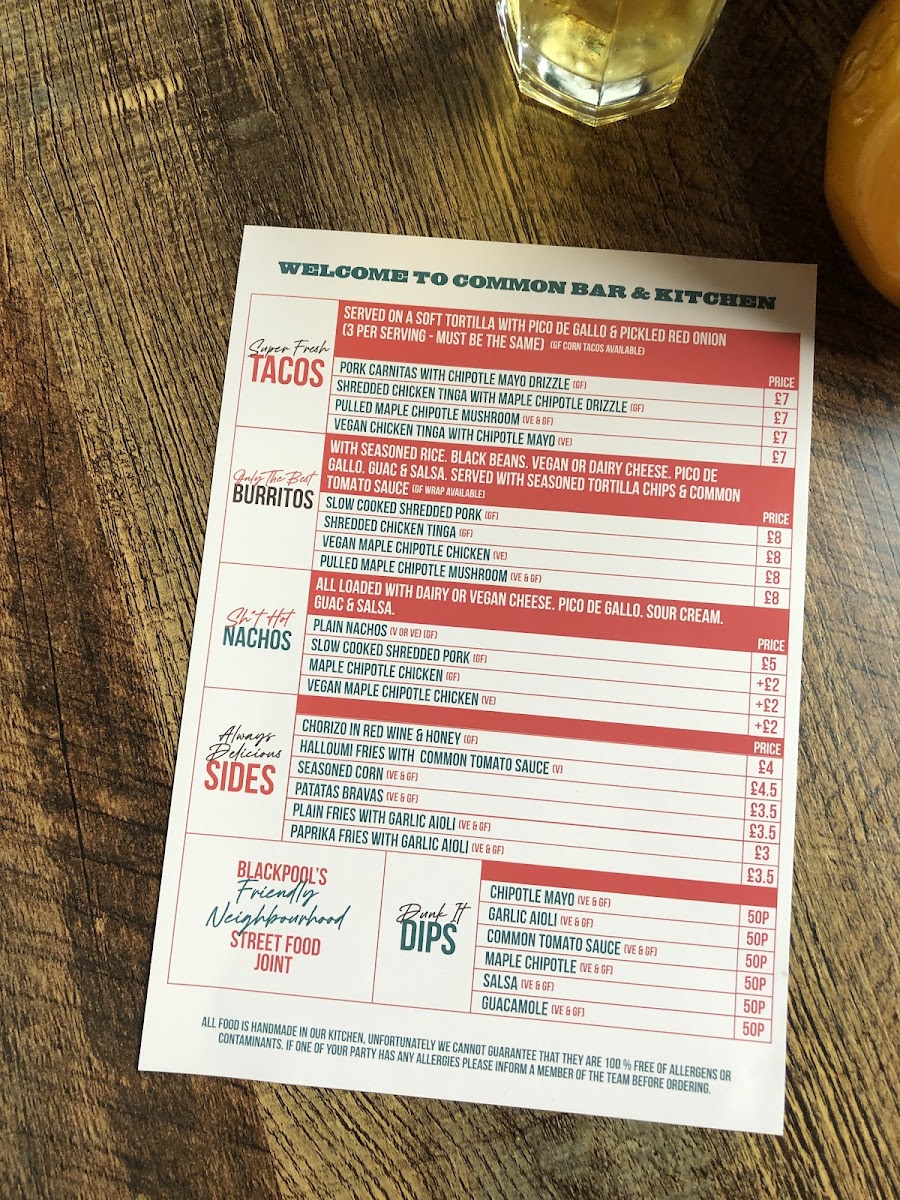 WELCOME TO COMMON BAR & KITCHEN
Super Fresh
TACOS
SERVED ON A SOFT TORTILLA WITH PICO DE GALLO & PICKLED RED ONION
(3 PER SERVING - MUST BE THE SAME) (GF CORN TACOS AVAILABLE)
PRICE
PORK CARNITAS WITH CHIPOTLE MAYO DRIZZLE (GF) £7
SHREDDED CHICKEN TINGA WITH MAPLE CHIPOTLE DRIZZLE (GF) £7
PULLED MAPLE CHIPOTLE MUSHROOM (VE & GF) £7
VEGAN CHICKEN TINGA WITH CHIPOTLE MAYO (VE) £7
Only The Best
BURRITOS
WITH SEASONED RICE. BLACK BEANS. VEGAN OR DAIRY CHEESE. PICO DE
GALLO. GUAC & SALSA. SERVED WITH SEASONED TORTILLA CHIPS & COMMON
TOMATO SAUCE (GF WRAP AVAILABLE)
PRICE
SLOW COOKED SHREDDED PORK (GF) £8
SHREDDED CHICKEN TINGA (GF) £8
VEGAN MAPLE CHIPOTLE CHICKEN (VE) £8
PULLED MAPLE CHIPOTLE MUSHROOM (VE & GF) £8
Sh*t Hot
NACHOS
ALL LOADED WITH DAIRY OR VEGAN CHEESE. PICO DE GALLO. SOUR CREAM.
GUAC & SALSA.
PRICE
PLAIN NACHOS (V OR VE) (GF) £5
SLOW COOKED SHREDDED PORK (GF) +£2
MAPLE CHIPOTLE CHICKEN (GF) +£2
VEGAN MAPLE CHIPOTLE CHICKEN (VE) +£2
Always
Delicious
SIDES
PRICE
CHORIZO IN RED WINE & HONEY (GF) £4
HALLOUMI FRIES WITH COMMON TOMATO SAUCE (V) £4.5
SEASONED CORN (VE & GF) £3.5
PATATAS BRAVAS (VE & GF) £3.5
PLAIN FRIES WITH GARLIC AIOLI (VE & GF) £3
PAPRIKA FRIES WITH GARLIC AIOLI (VE & GF) £3.5
BLACKPOOL'S
Friendly
Neighbourhood
STREET FOOD
JOINT
Dunk It
DIPS
CHIPOTLE MAYO (VE & GF) 50P
GARLIC AIOLI (VE & GF) 50P
COMMON TOMATO SAUCE (VE & GF) 50P
MAPLE CHIPOTLE (VE & GF) 50P
SALSA (VE & GF) 50P
GUACAMOLE (VE & GF) 50P
ALL FOOD IS HANDMADE IN OUR KITCHEN, UNFORTUNATELY WE CANNOT GUARANTEE THAT THEY ARE 100 % FREE OF ALLERGENS OR
CONTAMINANTS. IF ONE OF YOUR PARTY HAS ANY ALLERGIES PLEASE INFORM A MEMBER OF THE TEAM BEFORE ORDERING.